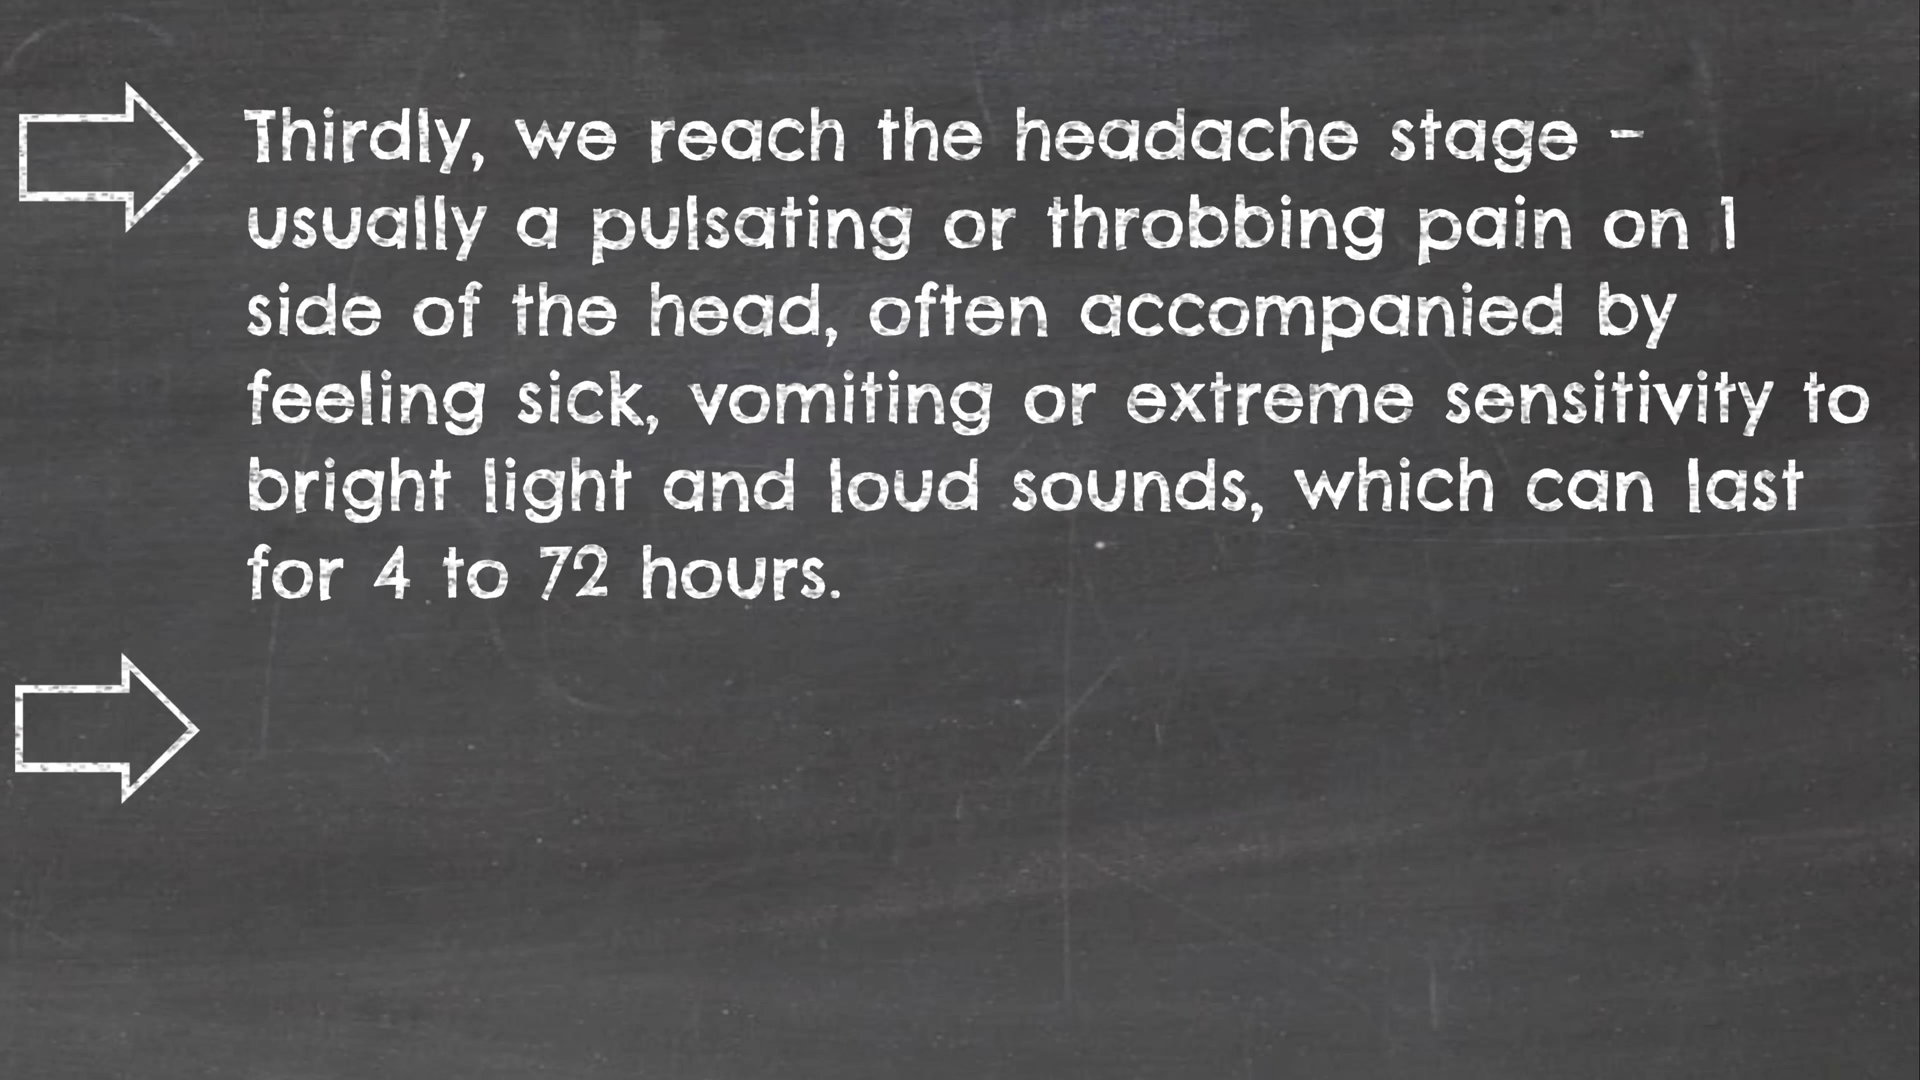 Thirdly, we reach the headache stage -
usually a pulsating or throbbing pain on 1
side of the head, often accompanied by
feeling sick, vomiting or extreme sensitivity to
bright light and loud sounds, which can last
for 4 to 72 hours.